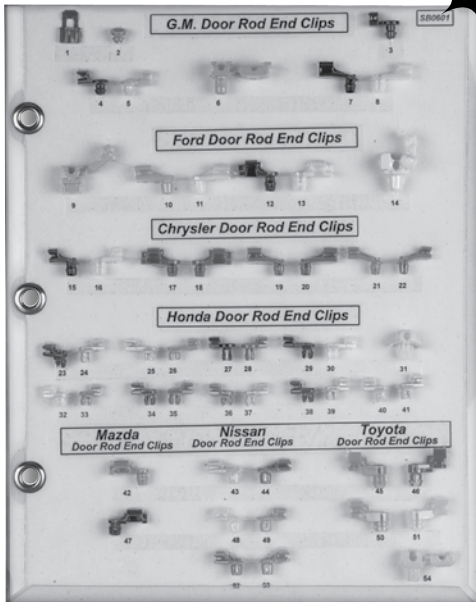 G.M. Door Rod End Clips
SB0601
1 2 3
4 5 6 7 8
Ford Door Rod End Clips
9 10 11 12 13 14
Chrysler Door Rod End Clips
15 16 17 18 19 20 21 22
Honda Door Rod End Clips
23 24 25 26 27 28 29 30 31
32 33 34 35 36 37 38 39 40 41
Mazda Nissan Toyota
Door Rod End Clips Door Rod End Clips Door Rod End Clips
42 43 44 45 46
47 48 49 50 51
52 53 54